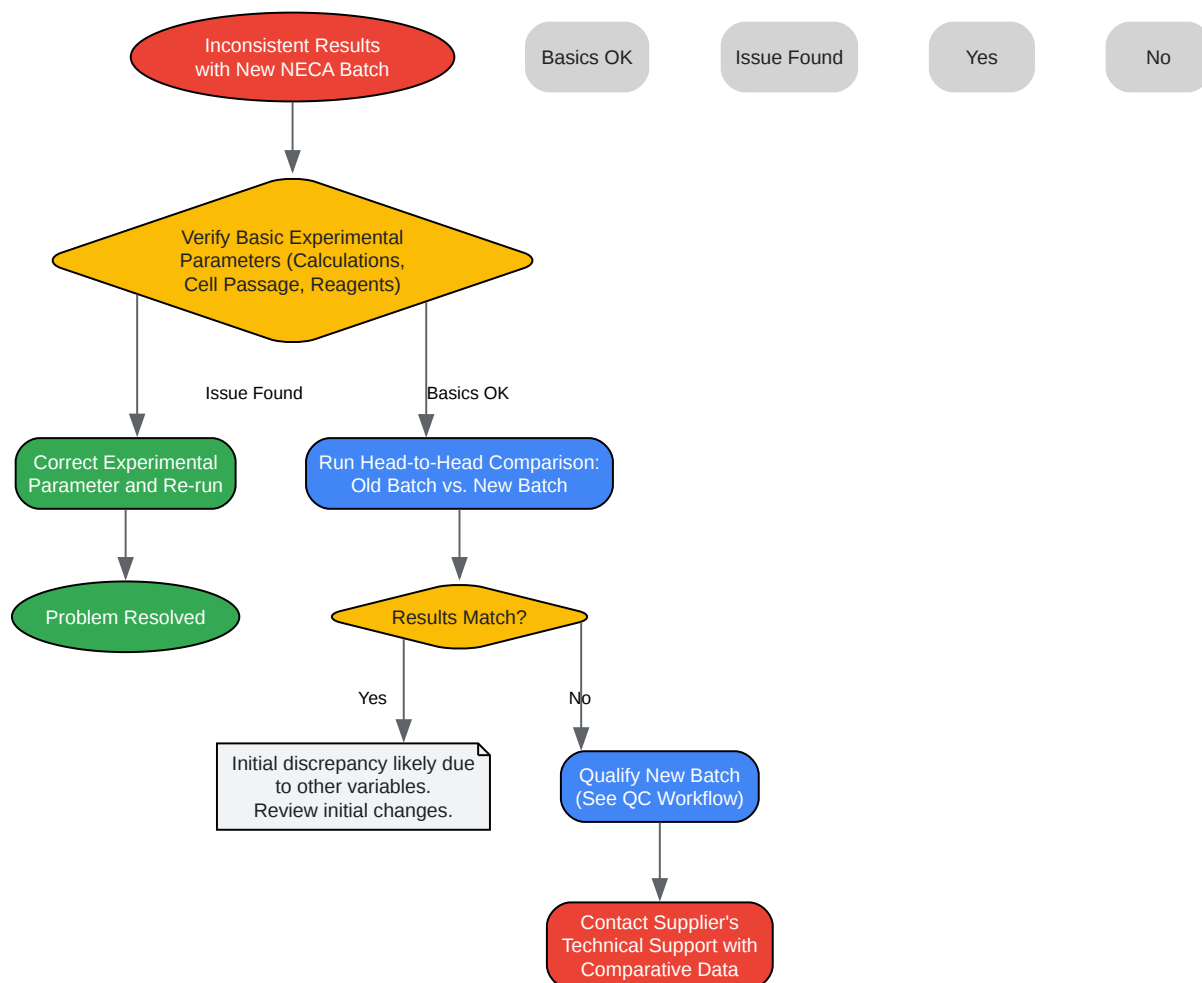 Inconsistent Results
with New NECA Batch
Basics OK
Issue Found
Yes
No
Verify Basic Experimental
Parameters (Calculations,
Cell Passage, Reagents)
Issue Found
Basics OK
Correct Experimental
Parameter and Re-run
Run Head-to-Head Comparison:
Old Batch vs. New Batch
Problem Resolved
Results Match?
Yes
No
Initial discrepancy likely due
to other variables.
Review initial changes.
Qualify New Batch
(See QC Workflow)
Contact Supplier's
Technical Support with
Comparative Data